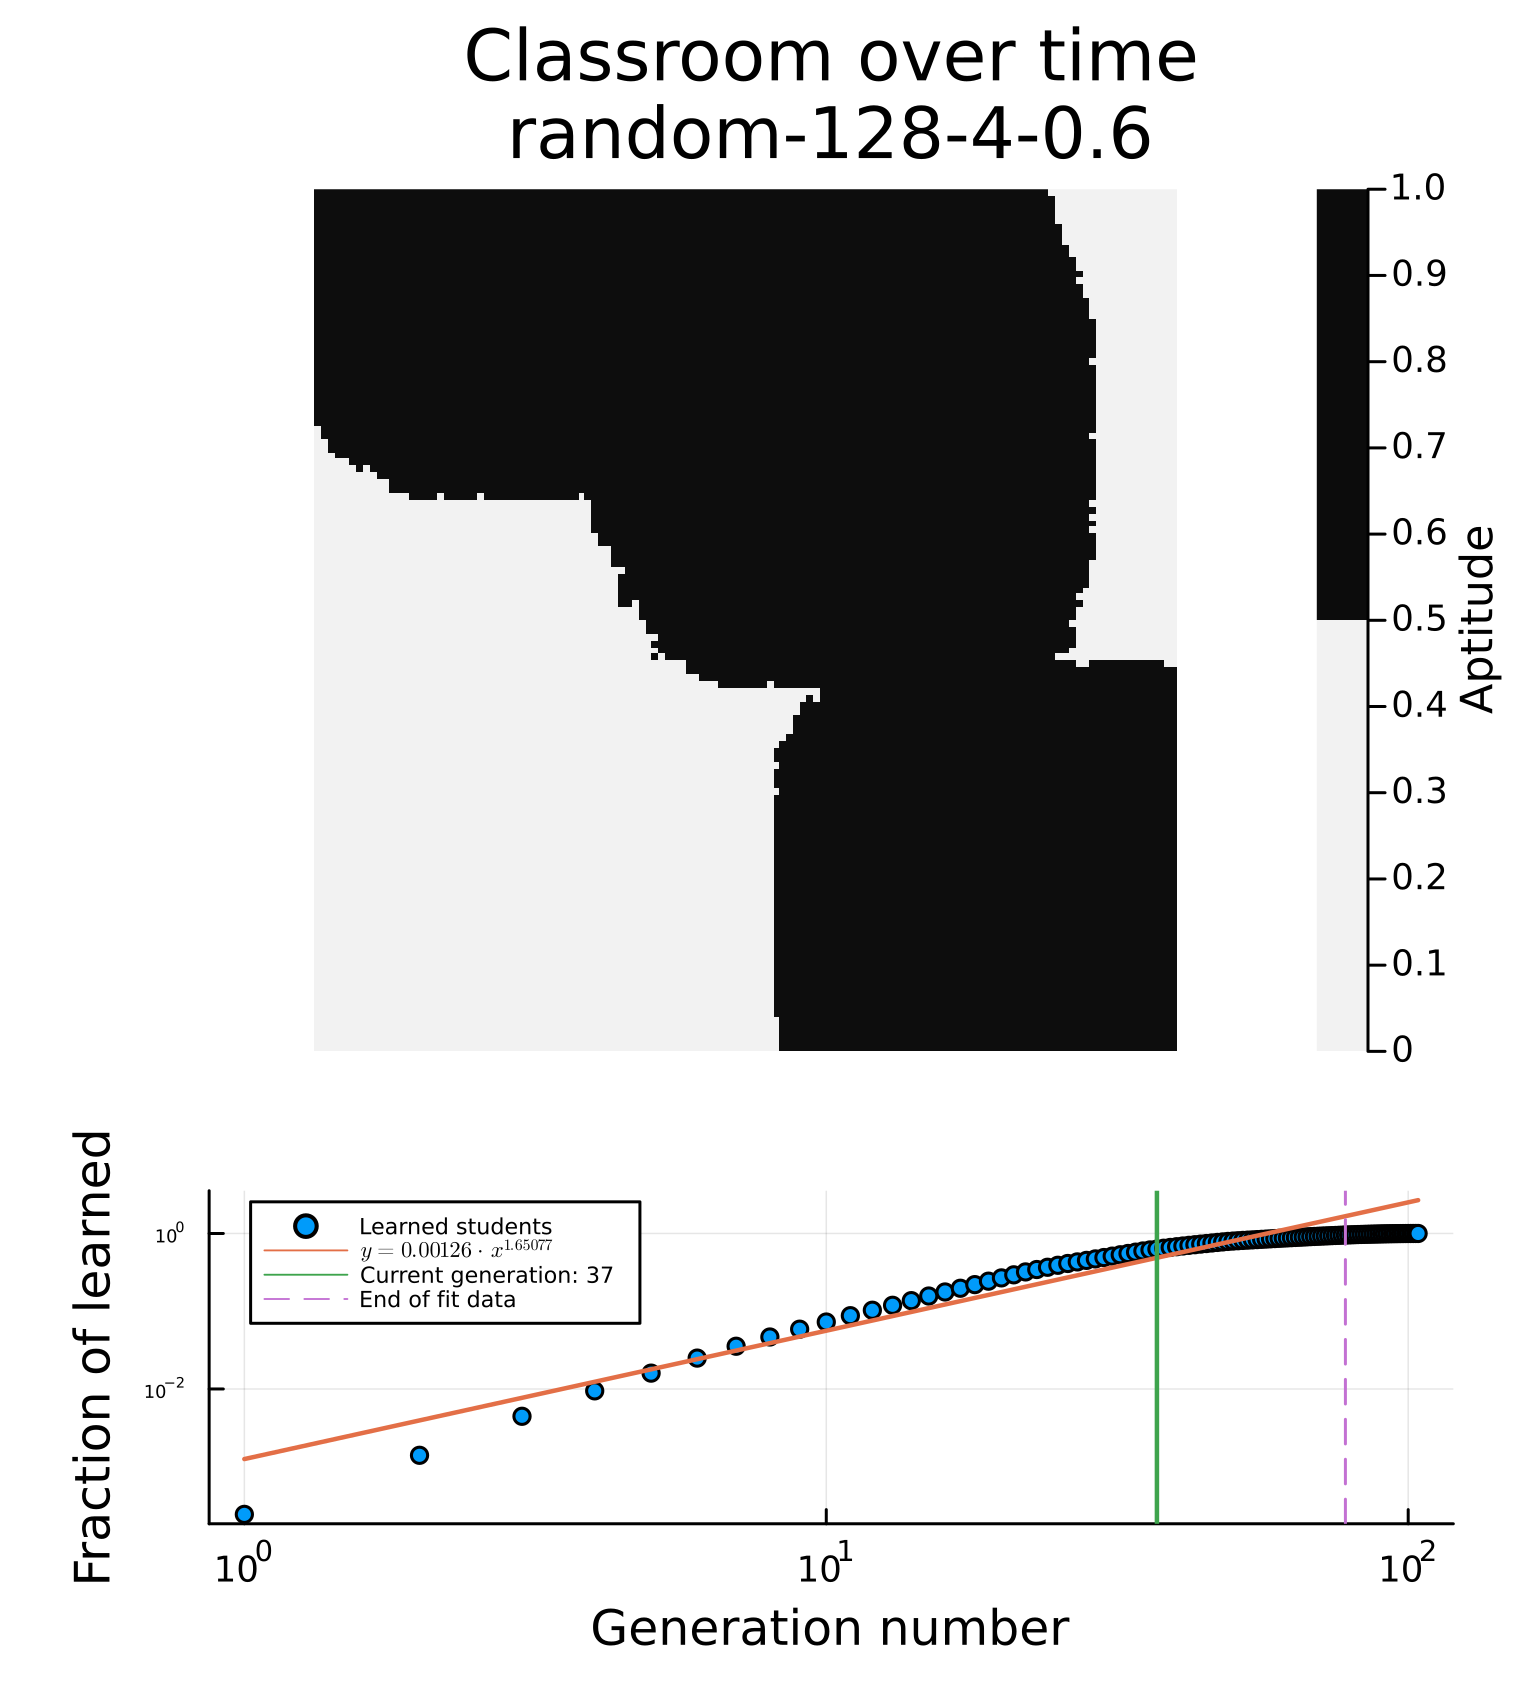 Classroom over time
random-128-4-0.6
1.0
0.9
0.8
0.7
0.6
0.5
0.4
0.3
0.2
0.1
0
Aptitude
Fraction of learned
10^0
10^-2
Learned students
y = 0.00126 · x^1.65077
Current generation: 37
End of fit data
10^0
10^1
10^2
Generation number